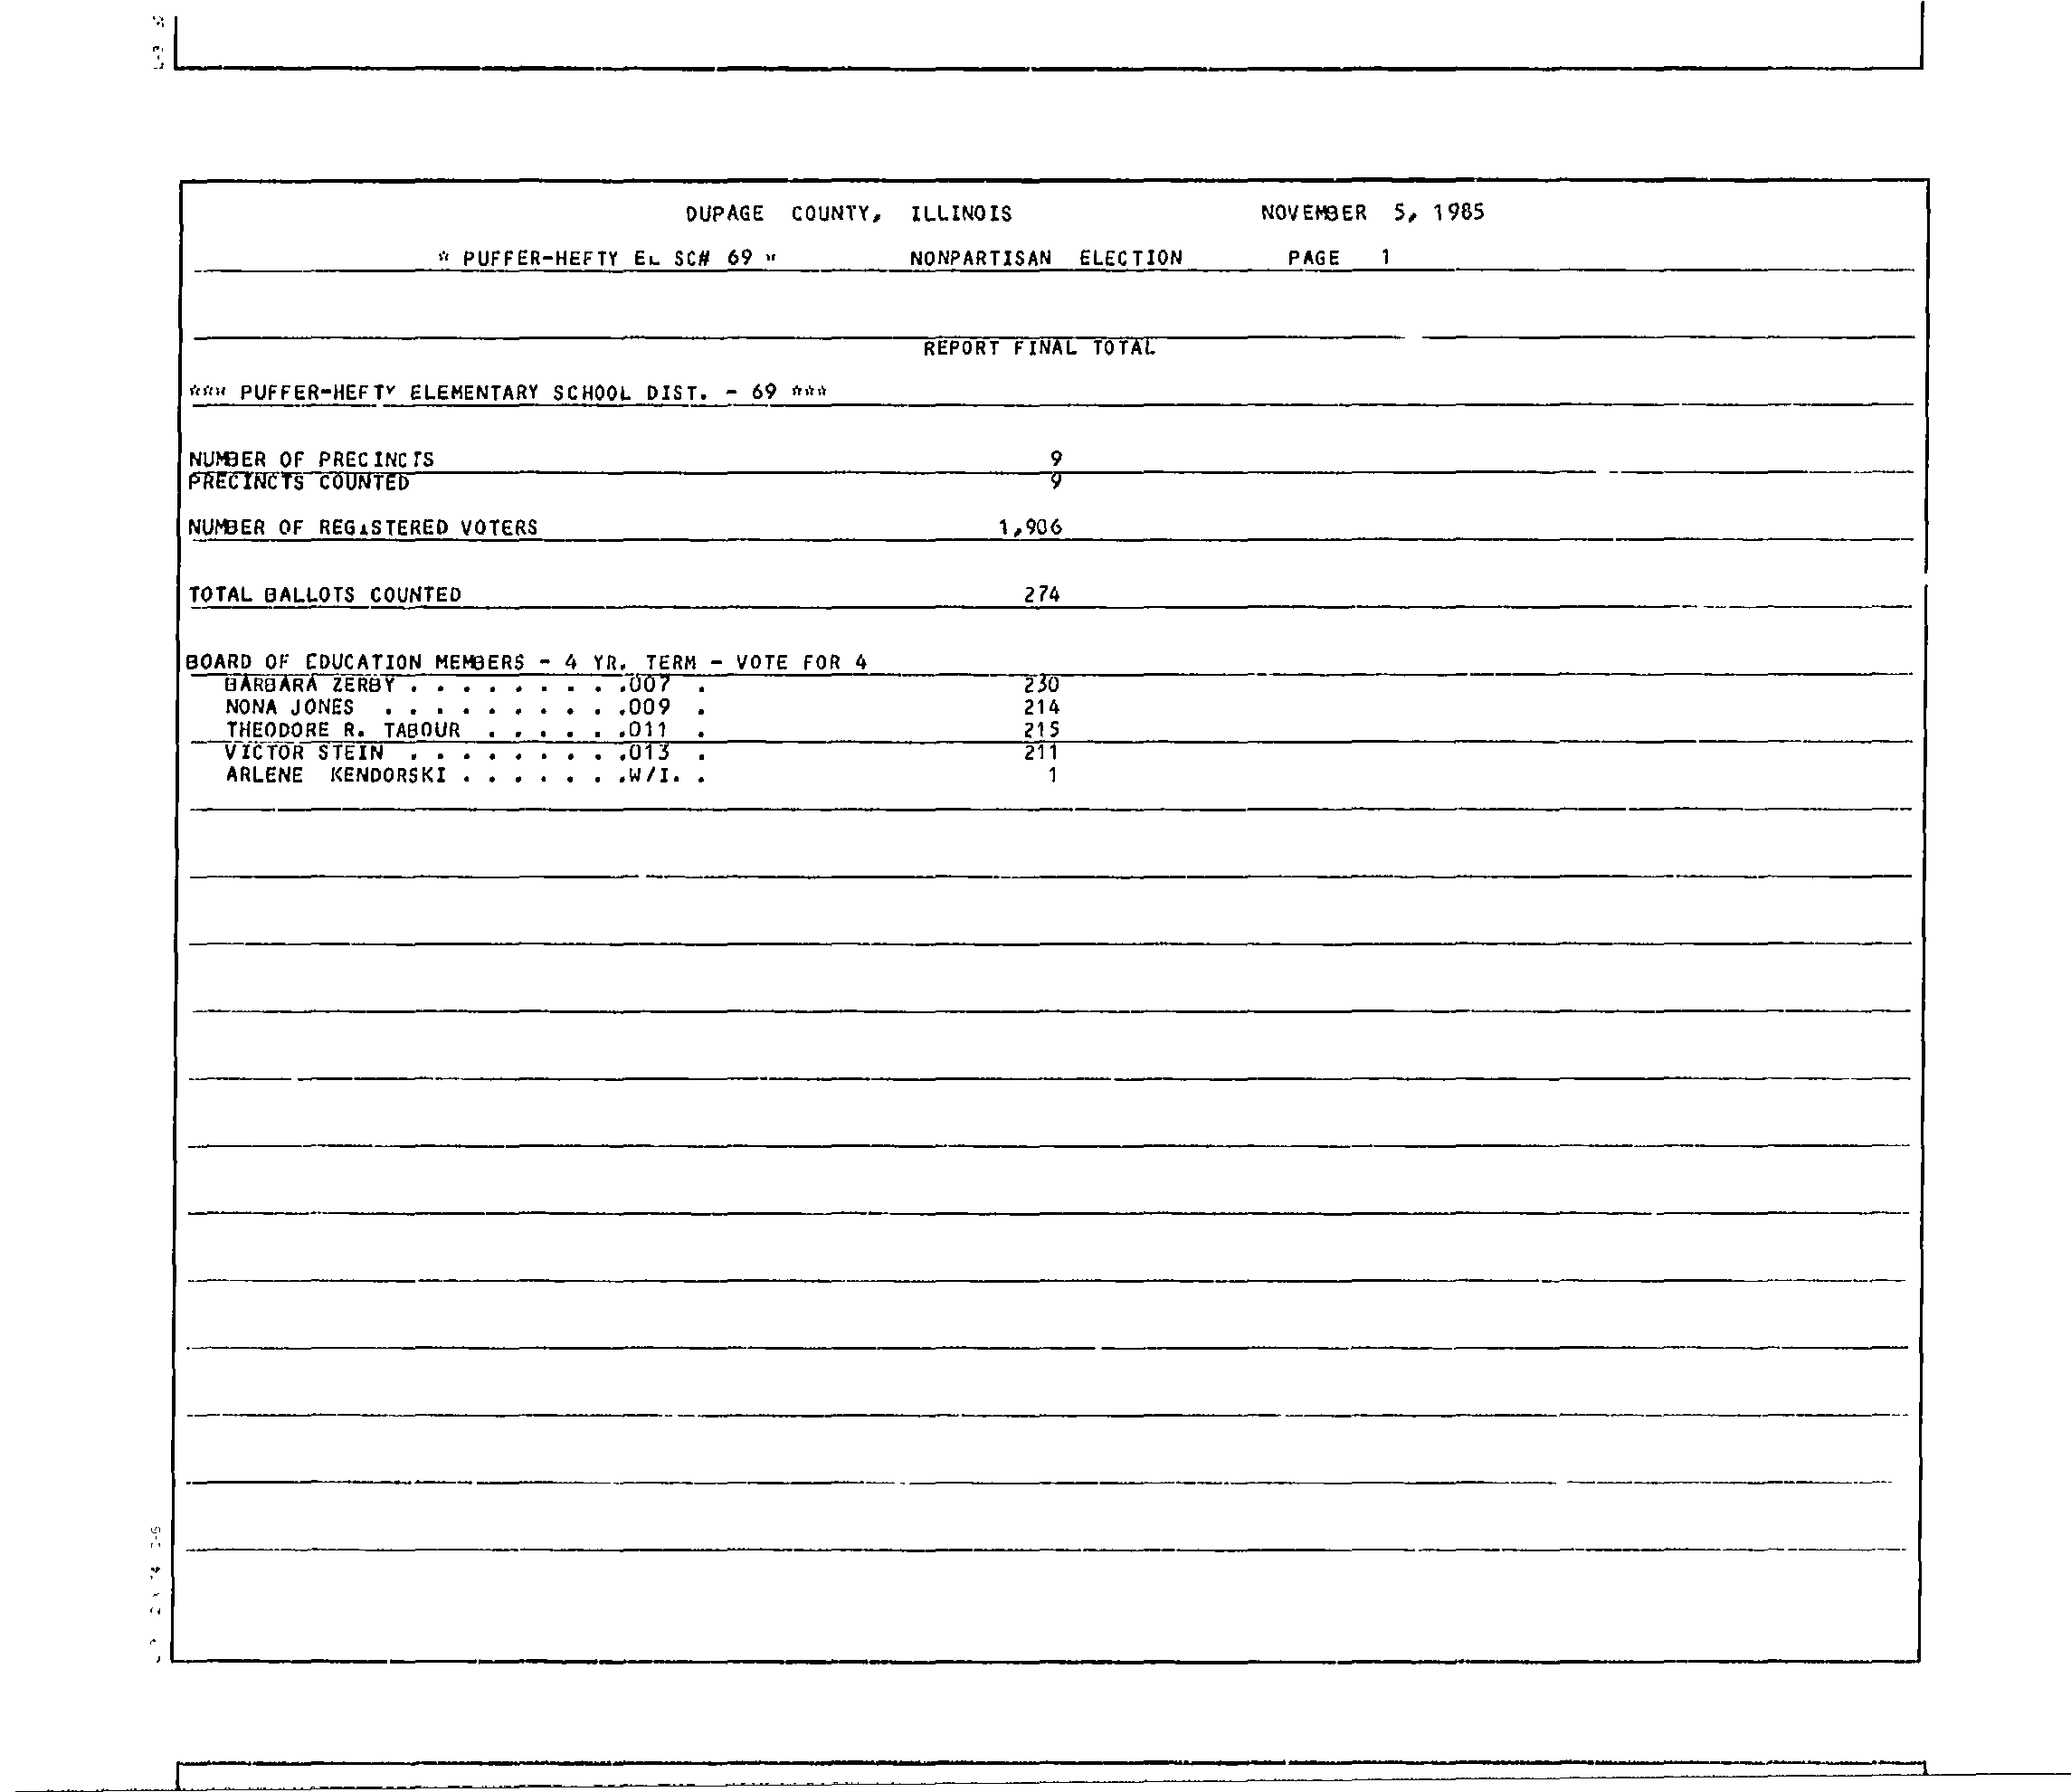 DUPAGE COUNTY, ILLINOIS NOVEMBER 5, 1985
* PUFFER-HEFTY EL SC# 69 * NONPARTISAN ELECTION PAGE 1
REPORT FINAL TOTAL
*** PUFFER-HEFTY ELEMENTARY SCHOOL DIST. - 69 ***
NUMBER OF PRECINCTS 9
PRECINCTS COUNTED 9
NUMBER OF REGISTERED VOTERS 1,906
TOTAL BALLOTS COUNTED 274
BOARD OF EDUCATION MEMBERS - 4 YR. TERM - VOTE FOR 4
BARBARA ZERBY . . . . . . . . .007 . 230
NONA JONES . . . . . . . . . .009 . 214
THEODORE R. TABOUR . . . . . .011 . 215
VICTOR STEIN . . . . . . . . .013 . 211
ARLENE KENDORSKI . . . . . . .W/I. . 1